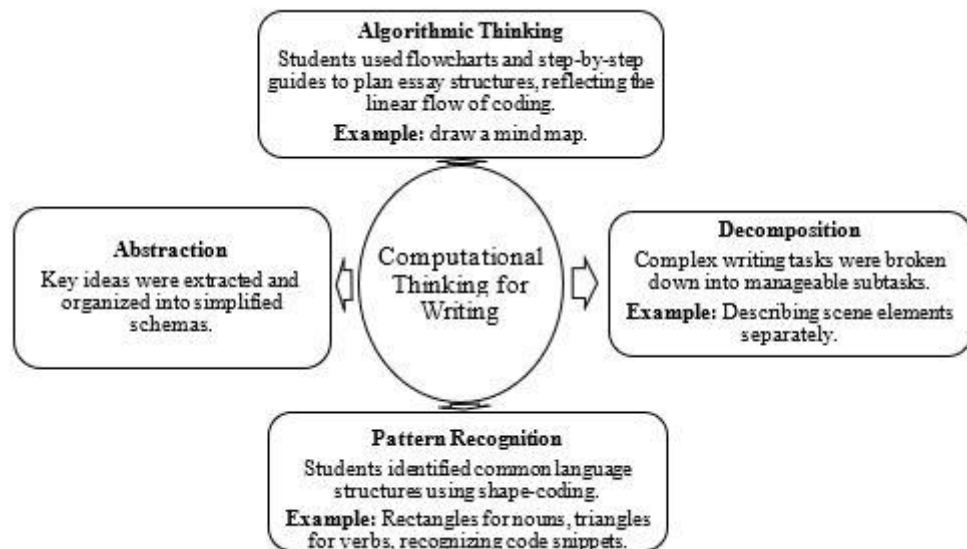 Algorithmic Thinking
Students used flowcharts and step-by-step
guides to plan essay structures, reflecting the
linear flow of coding.
Example: draw a mind map.
Abstraction
Key ideas were extracted and
organized into simplified
schemas.
Computational
Thinking for
Writing
Decomposition
Complex writing tasks were broken
down into manageable subtasks.
Example: Describing scene elements
separately.
Pattern Recognition
Students identified common language
structures using shape-coding.
Example: Rectangles for nouns, triangles
for verbs, recognizing code snippets.